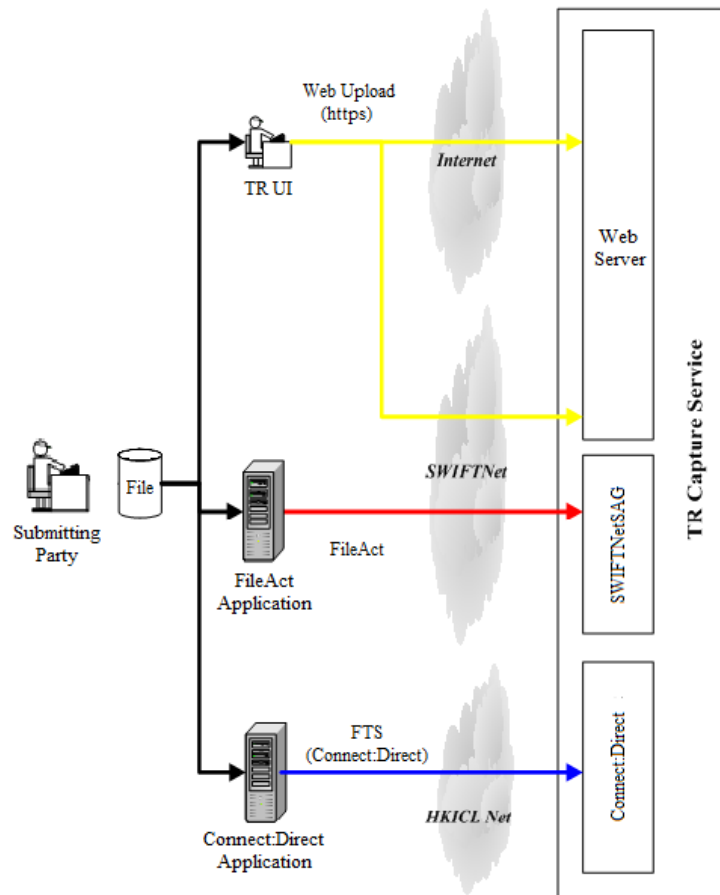 Web Upload
(https)
TR UI
Internet
Web
Server
TR Capture Service
SWIFTNet
Submitting
Party
File
FileAct
FileAct
Application
SWIFTNetSAG
FTS
(Connect:Direct)
HKICL Net
Connect:Direct
Connect:Direct
Application